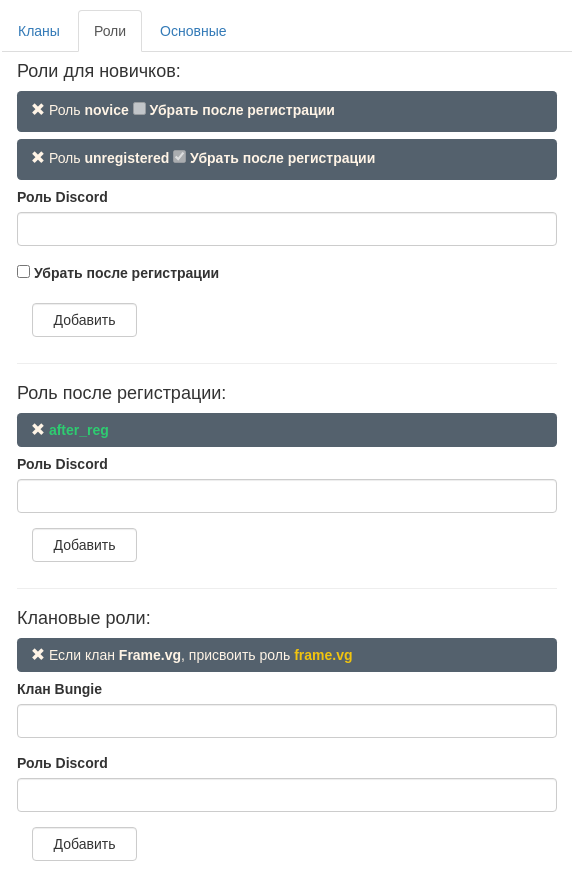 Кланы Роли Основные
Роли для новичков:
Роль novice Убрать после регистрации
Роль unregistered Убрать после регистрации
Роль Discord
Убрать после регистрации
Добавить
Роль после регистрации:
after_reg
Роль Discord
Добавить
Клановые роли:
Если клан Frame.vg, присвоить роль frame.vg
Клан Bungie
Роль Discord
Добавить